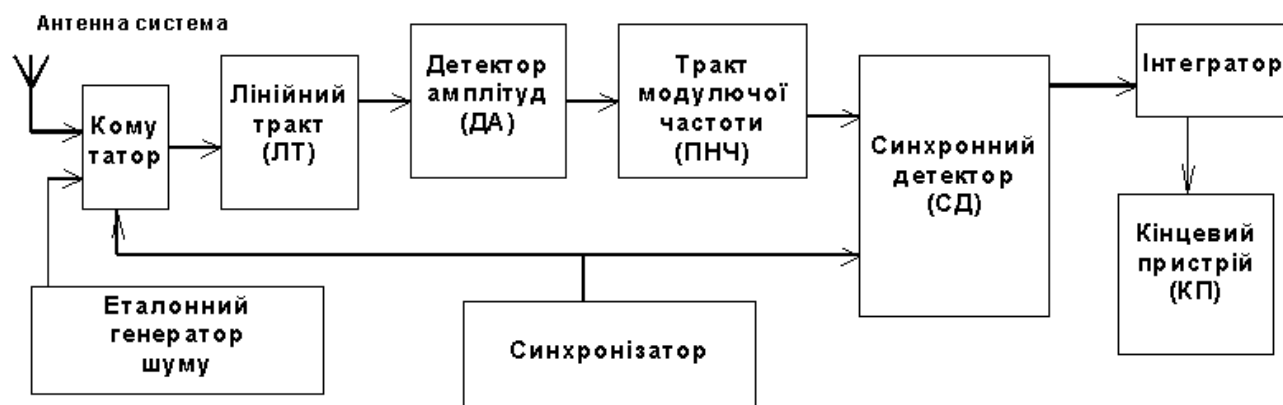 Антенна система
Кому
татор
Лінійний
тракт
(ЛТ)
Детектор
амплітуд
(ДА)
Тракт
модулючої
частоти
(ПНЧ)
Синхронний
детектор
(СД)
Інтегратор
Кінцевий
пристрій
(КП)
Еталонний
генератор
шуму
Синхронізатор